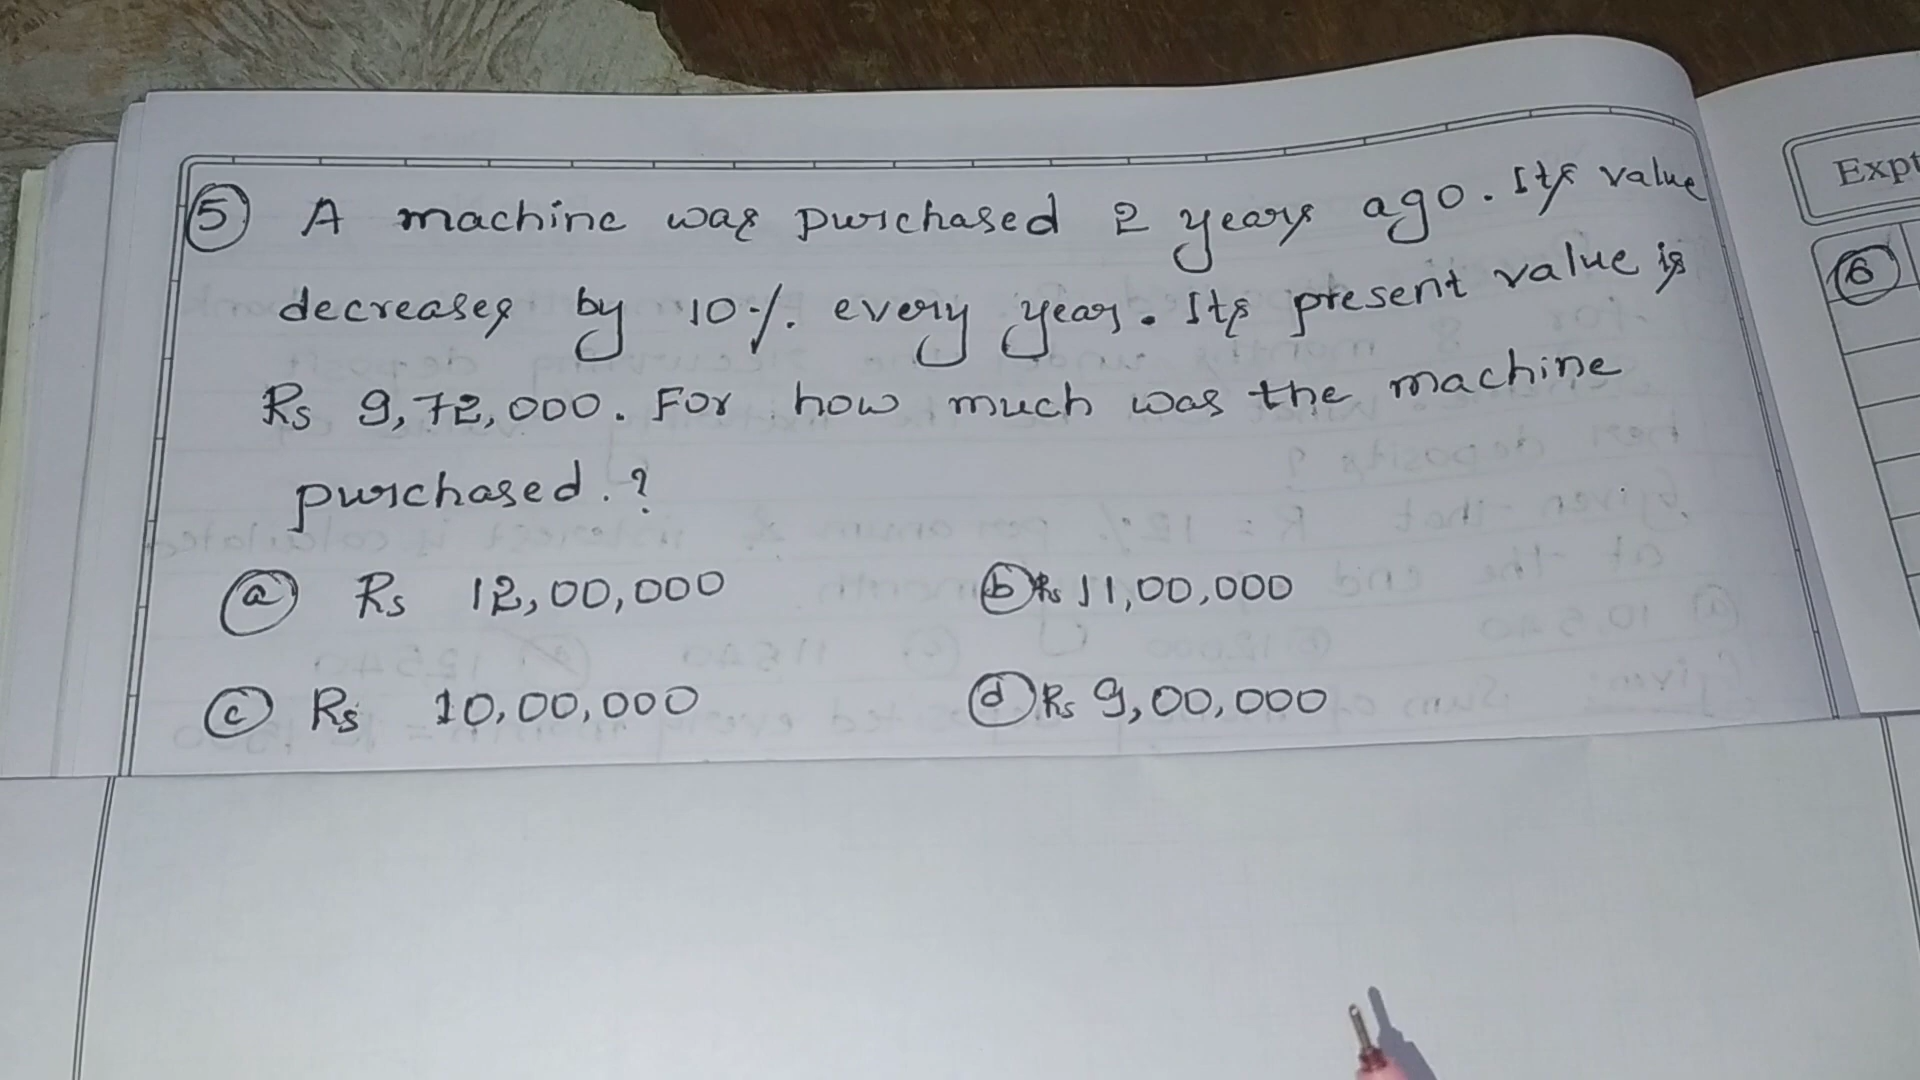 ⑤ A machine was purchased 2 years ago. Its value
decreases by 10% every year. Its present value is
Rs 9,72,000. For how much was the machine
purchased.?
ⓐ Rs 12,00,000 ⓑ Rs 11,00,000
ⓒ Rs 10,00,000 ⓓ Rs 9,00,000
Expt
⑥